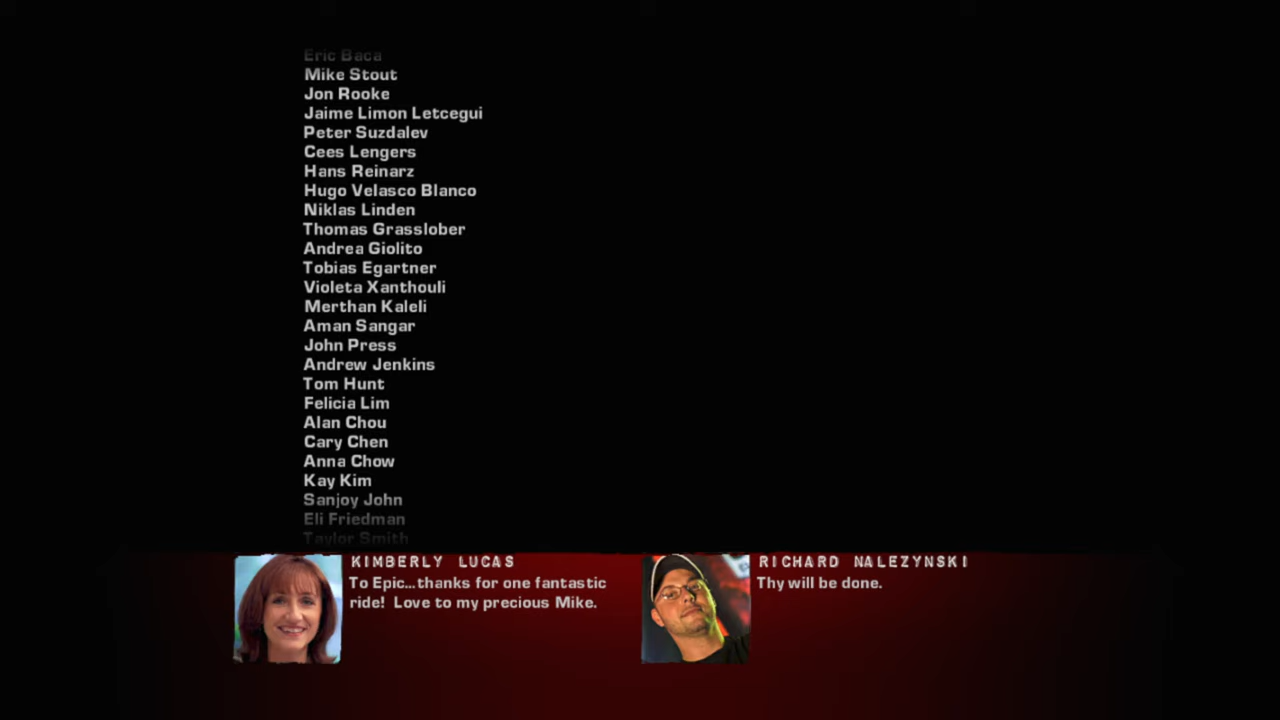 Eric Baca
Mike Stout
Jon Rooke
Jaime Limon Letcegui
Peter Suzdalev
Cees Lengers
Hans Reinarz
Hugo Velasco Blanco
Niklas Linden
Thomas Grasslober
Andrea Giolito
Tobias Egartner
Violeta Xanthouli
Merthan Kaleli
Aman Sangar
John Press
Andrew Jenkins
Tom Hunt
Felicia Lim
Alan Chou
Cary Chen
Anna Chow
Kay Kim
Sanjoy John
Eli Friedman
Taylor Smith
KIMBERLY LUCAS
To Epic...thanks for one fantastic
ride! Love to my precious Mike.
RICHARD NALEZYNSKI
Thy will be done.